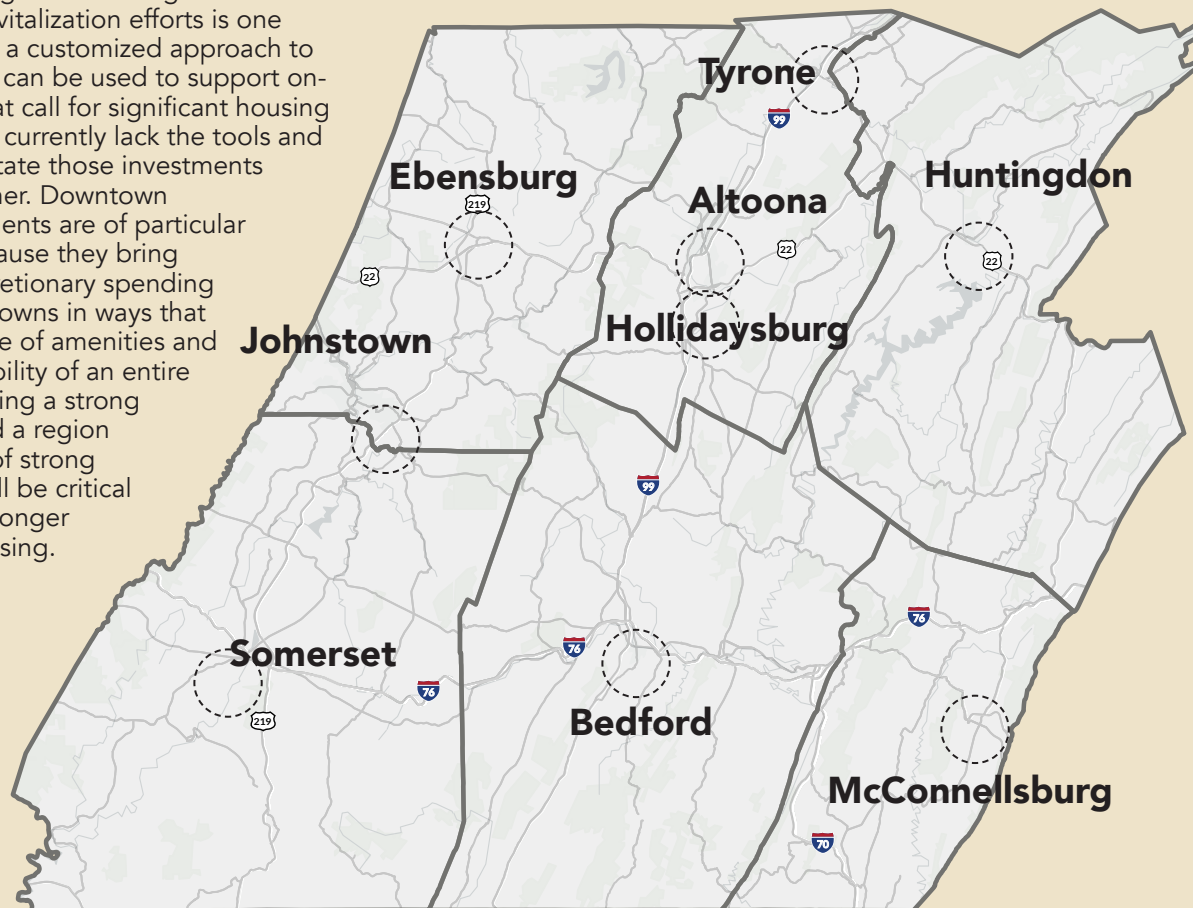 vitalization efforts is one
a customized approach to
can be used to support on-
at call for significant housing
currently lack the tools and
tate those investments
ner. Downtown
ents are of particular
ause they bring
etionary spending
owns in ways that
e of amenities and
bility of an entire
ing a strong
d a region
of strong
ll be critical
onger
sing.
Tyrone
99
Ebensburg
219
Huntingdon
Altoona
22
22
22
Hollidaysburg
Johnstown
99
76
76
Somerset
76
219
Bedford
McConnellsburg
70